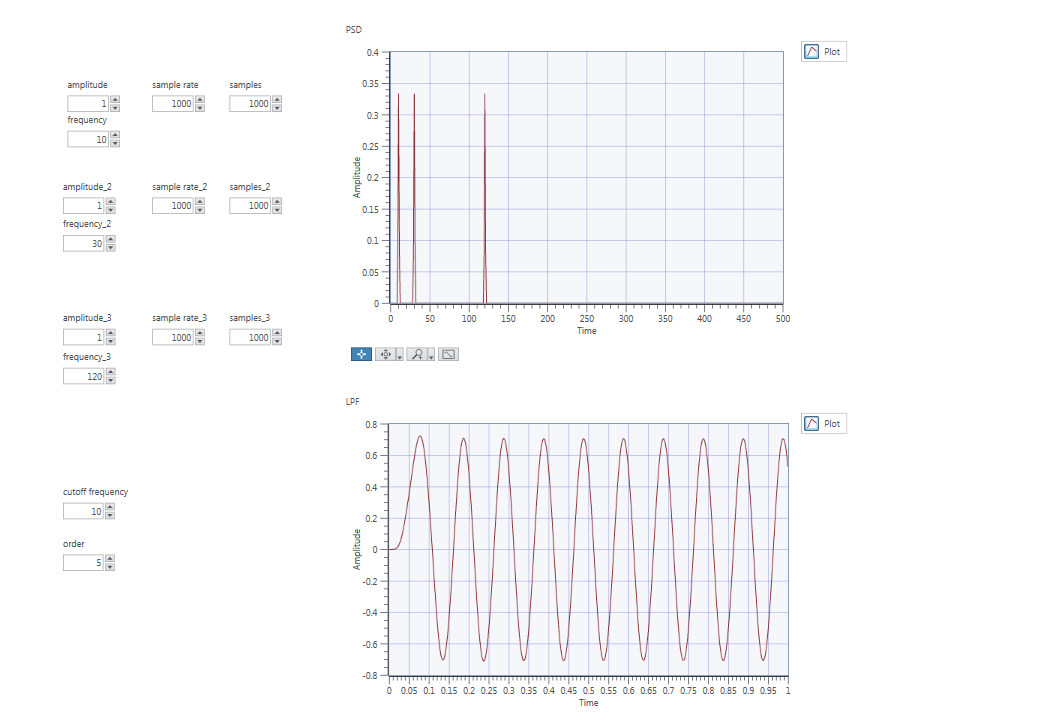 PSD
Plot
amplitude sample rate samples
1 1000 1000
frequency
10
amplitude_2 sample rate_2 samples_2
1 1000 1000
frequency_2
30
amplitude_3 sample rate_3 samples_3
1 1000 1000
frequency_3
120
cutoff frequency
10
order
5
0.4
0.35
0.3
0.25
0.2
0.15
0.1
0.05
0
Amplitude
0 50 100 150 200 250 300 350 400 450 500
Time
LPF
Plot
0.8
0.6
0.4
0.2
0
-0.2
-0.4
-0.6
-0.8
Amplitude
0 0.05 0.1 0.15 0.2 0.25 0.3 0.35 0.4 0.45 0.5 0.55 0.6 0.65 0.7 0.75 0.8 0.85 0.9 0.95 1
Time